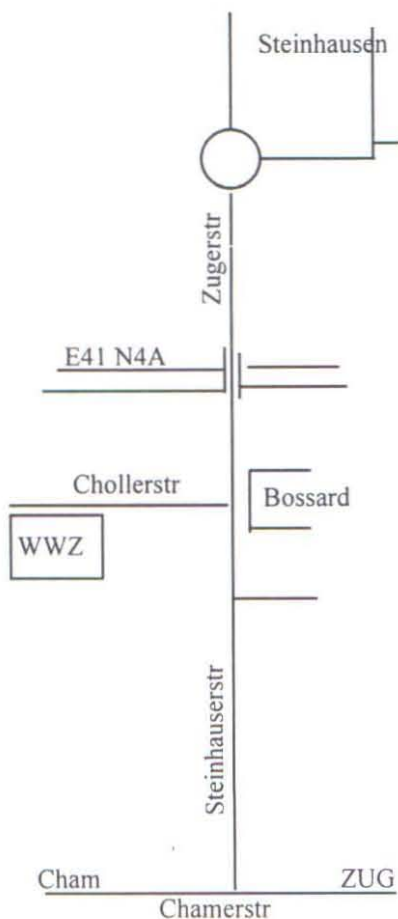 Steinhausen
Zugerstr
E41 N4A
Chollerstr
Bossard
WWZ
Steinhauserstr
Cham
ZUG
Chamerstr